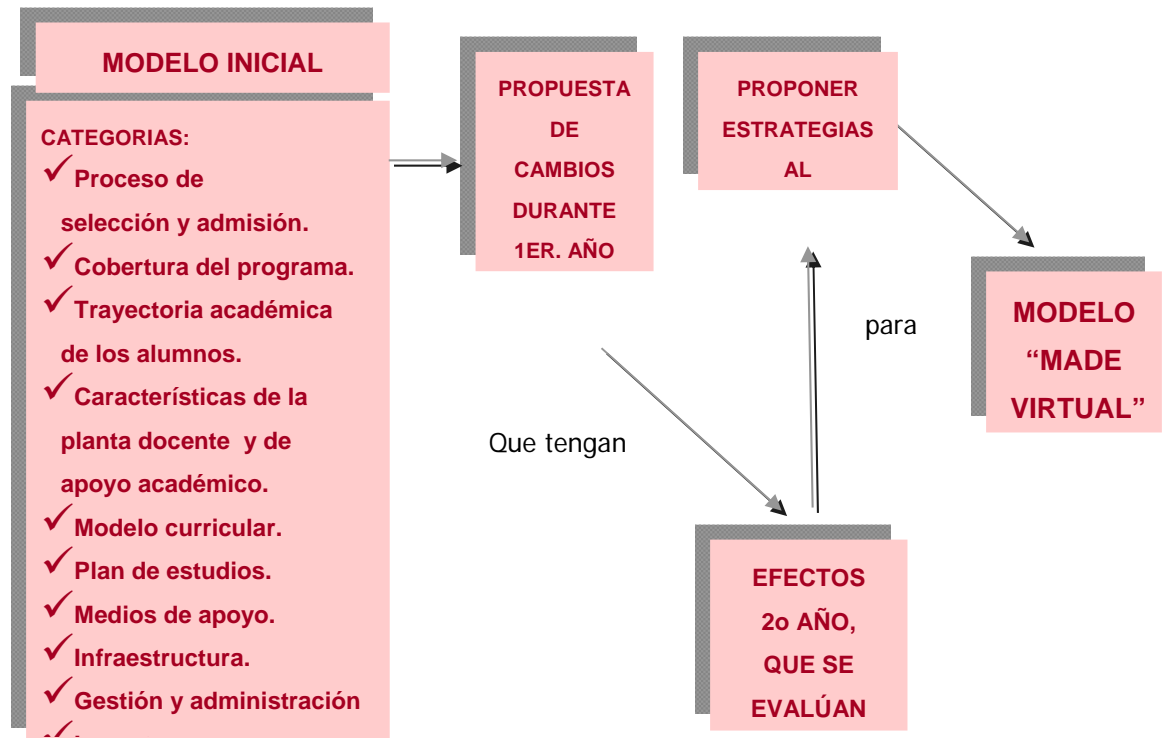 MODELO INICIAL
CATEGORIAS:
✓ Proceso de
selección y admisión.
✓ Cobertura del programa.
✓ Trayectoria académica
de los alumnos.
✓ Características de la
planta docente y de
apoyo académico.
✓ Modelo curricular.
✓ Plan de estudios.
✓ Medios de apoyo.
✓ Infraestructura.
✓ Gestión y administración
PROPUESTA
DE
CAMBIOS
DURANTE
1ER. AÑO
Que tengan
EFECTOS
2o AÑO,
QUE SE
EVALÚAN
para
PROPONER
ESTRATEGIAS
AL
MODELO
“MADE
VIRTUAL”